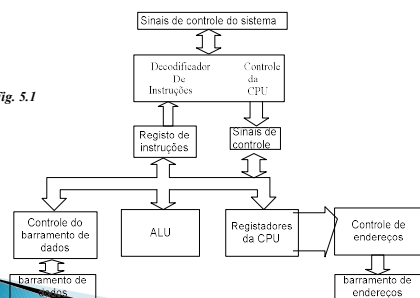 Sinais de controle do sistema
Decodificador
De
Instruções
Controle
da
CPU
Fig. 5.1
Registo de
instruções
Sinais de
controle
Controle do
barramento de
dados
ALU
Registadores
da CPU
Controle de
endereços
barramento de
dados
barramento de
endereços